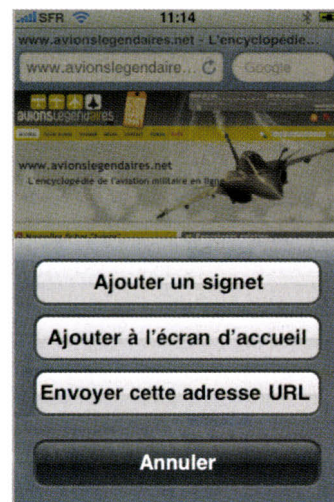 SFR 11:14
www.avionslegendaires.net - L'encyclopédie...
www.avionslegendaire... Google
avionslegendaires
www.avionslegendaires.net
L'encyclopédie de l'aviation militaire en ligne
Ajouter un signet
Ajouter à l'écran d'accueil
Envoyer cette adresse URL
Annuler